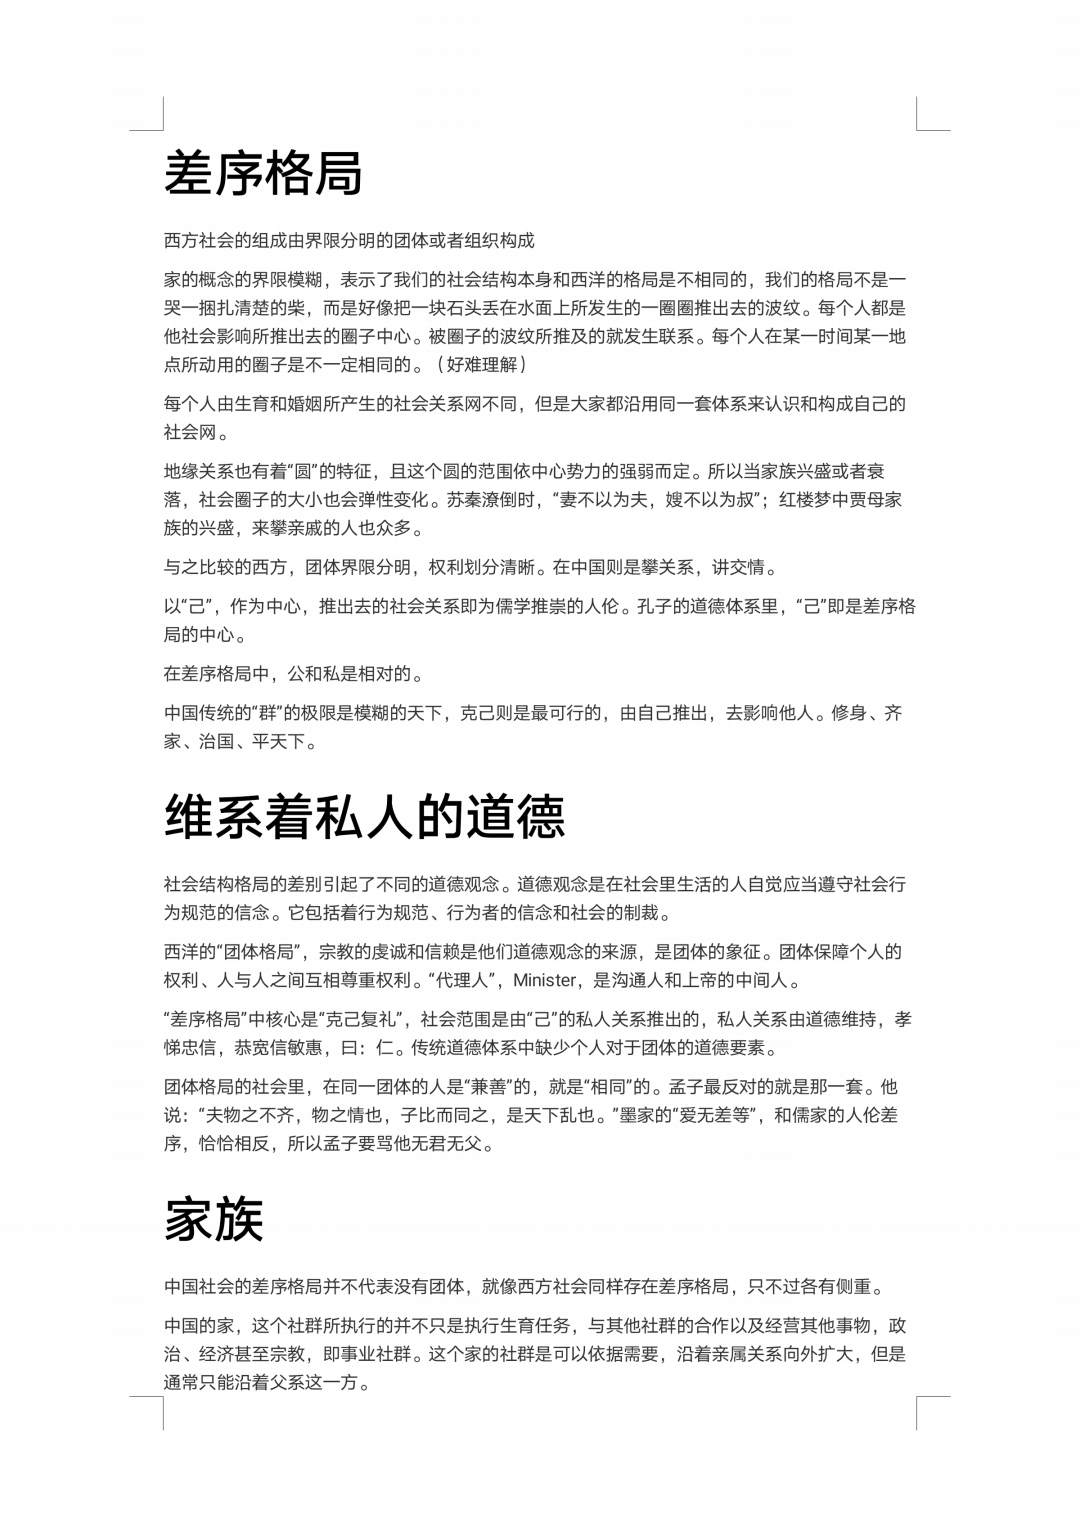 差序格局
西方社会的组成由界限分明的团体或者组织构成
家的概念的界限模糊，表示了我们的社会结构本身和西洋的格局是不相同的，我们的格局不是一
哭一捆扎清楚的柴，而是好像把一块石头丢在水面上所发生的一圈圈推出去的波纹。每个人都是
他社会影响所推出去的圈子中心。被圈子的波纹所推及的就发生联系。每个人在某一时间某一地
点所动用的圈子是不一定相同的。（好难理解）
每个人由生育和婚姻所产生的社会关系网不同，但是大家都沿用同一套体系来认识和构成自己的
社会网。
地缘关系也有着“圆”的特征，且这个圆的范围依中心势力的强弱而定。所以当家族兴盛或者衰
落，社会圈子的大小也会弹性变化。苏秦潦倒时，“妻不以为夫，嫂不以为叔”；红楼梦中贾母家
族的兴盛，来攀亲戚的人也众多。
与之比较的西方，团体界限分明，权利划分清晰。在中国则是攀关系，讲交情。
以“己”，作为中心，推出去的社会关系即为儒学推崇的人伦。孔子的道德体系里，“己”即是差序格
局的中心。
在差序格局中，公和私是相对的。
中国传统的“群”的极限是模糊的天下，克己则是最可行的，由自己推出，去影响他人。修身、齐
家、治国、平天下。
维系着私人的道德
社会结构格局的差别引起了不同的道德观念。道德观念是在社会里生活的人自觉应当遵守社会行
为规范的信念。它包括着行为规范、行为者的信念和社会的制裁。
西洋的“团体格局”，宗教的虔诚和信赖是他们道德观念的来源，是团体的象征。团体保障个人的
权利、人与人之间互相尊重权利。“代理人”，Minister，是沟通人和上帝的中间人。
“差序格局”中核心是“克己复礼”，社会范围是由“己”的私人关系推出的，私人关系由道德维持，孝
悌忠信，恭宽信敏惠，曰：仁。传统道德体系中缺少个人对于团体的道德要素。
团体格局的社会里，在同一团体的人是“兼善”的，就是“相同”的。孟子最反对的就是那一套。他
说：“夫物之不齐，物之情也，子比而同之，是天下乱也。”墨家的“爱无差等”，和儒家的人伦差
序，恰恰相反，所以孟子要骂他无君无父。
家族
中国社会的差序格局并不代表没有团体，就像西方社会同样存在差序格局，只不过各有侧重。
中国的家，这个社群所执行的并不只是执行生育任务，与其他社群的合作以及经营其他事物，政
治、经济甚至宗教，即事业社群。这个家的社群是可以依据需要，沿着亲属关系向外扩大，但是
通常只能沿着父系这一方。